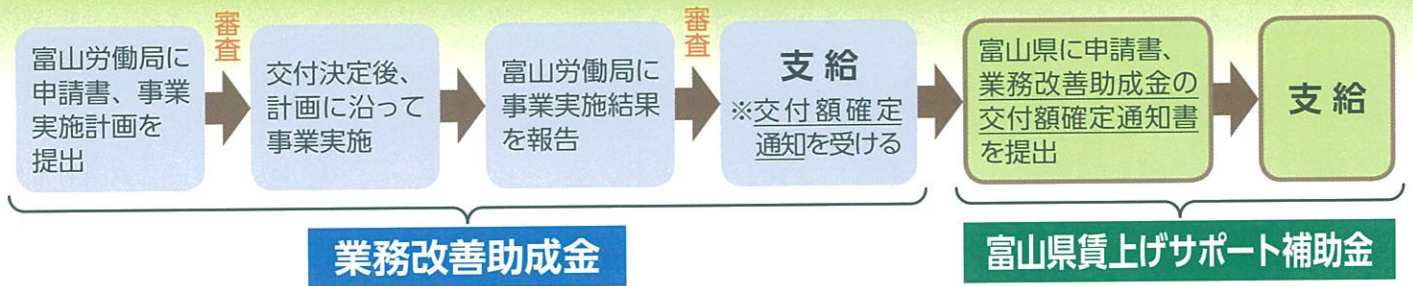 富山労働局に
申請書、事業
実施計画を
提出
審査
交付決定後、
計画に沿って
事業実施
富山労働局に
事業実施結果
を報告
審査
支給
※交付額確定
通知を受ける
富山県に申請書、
業務改善助成金の
交付額確定通知書
を提出
支給
業務改善助成金
富山県賃上げサポート補助金